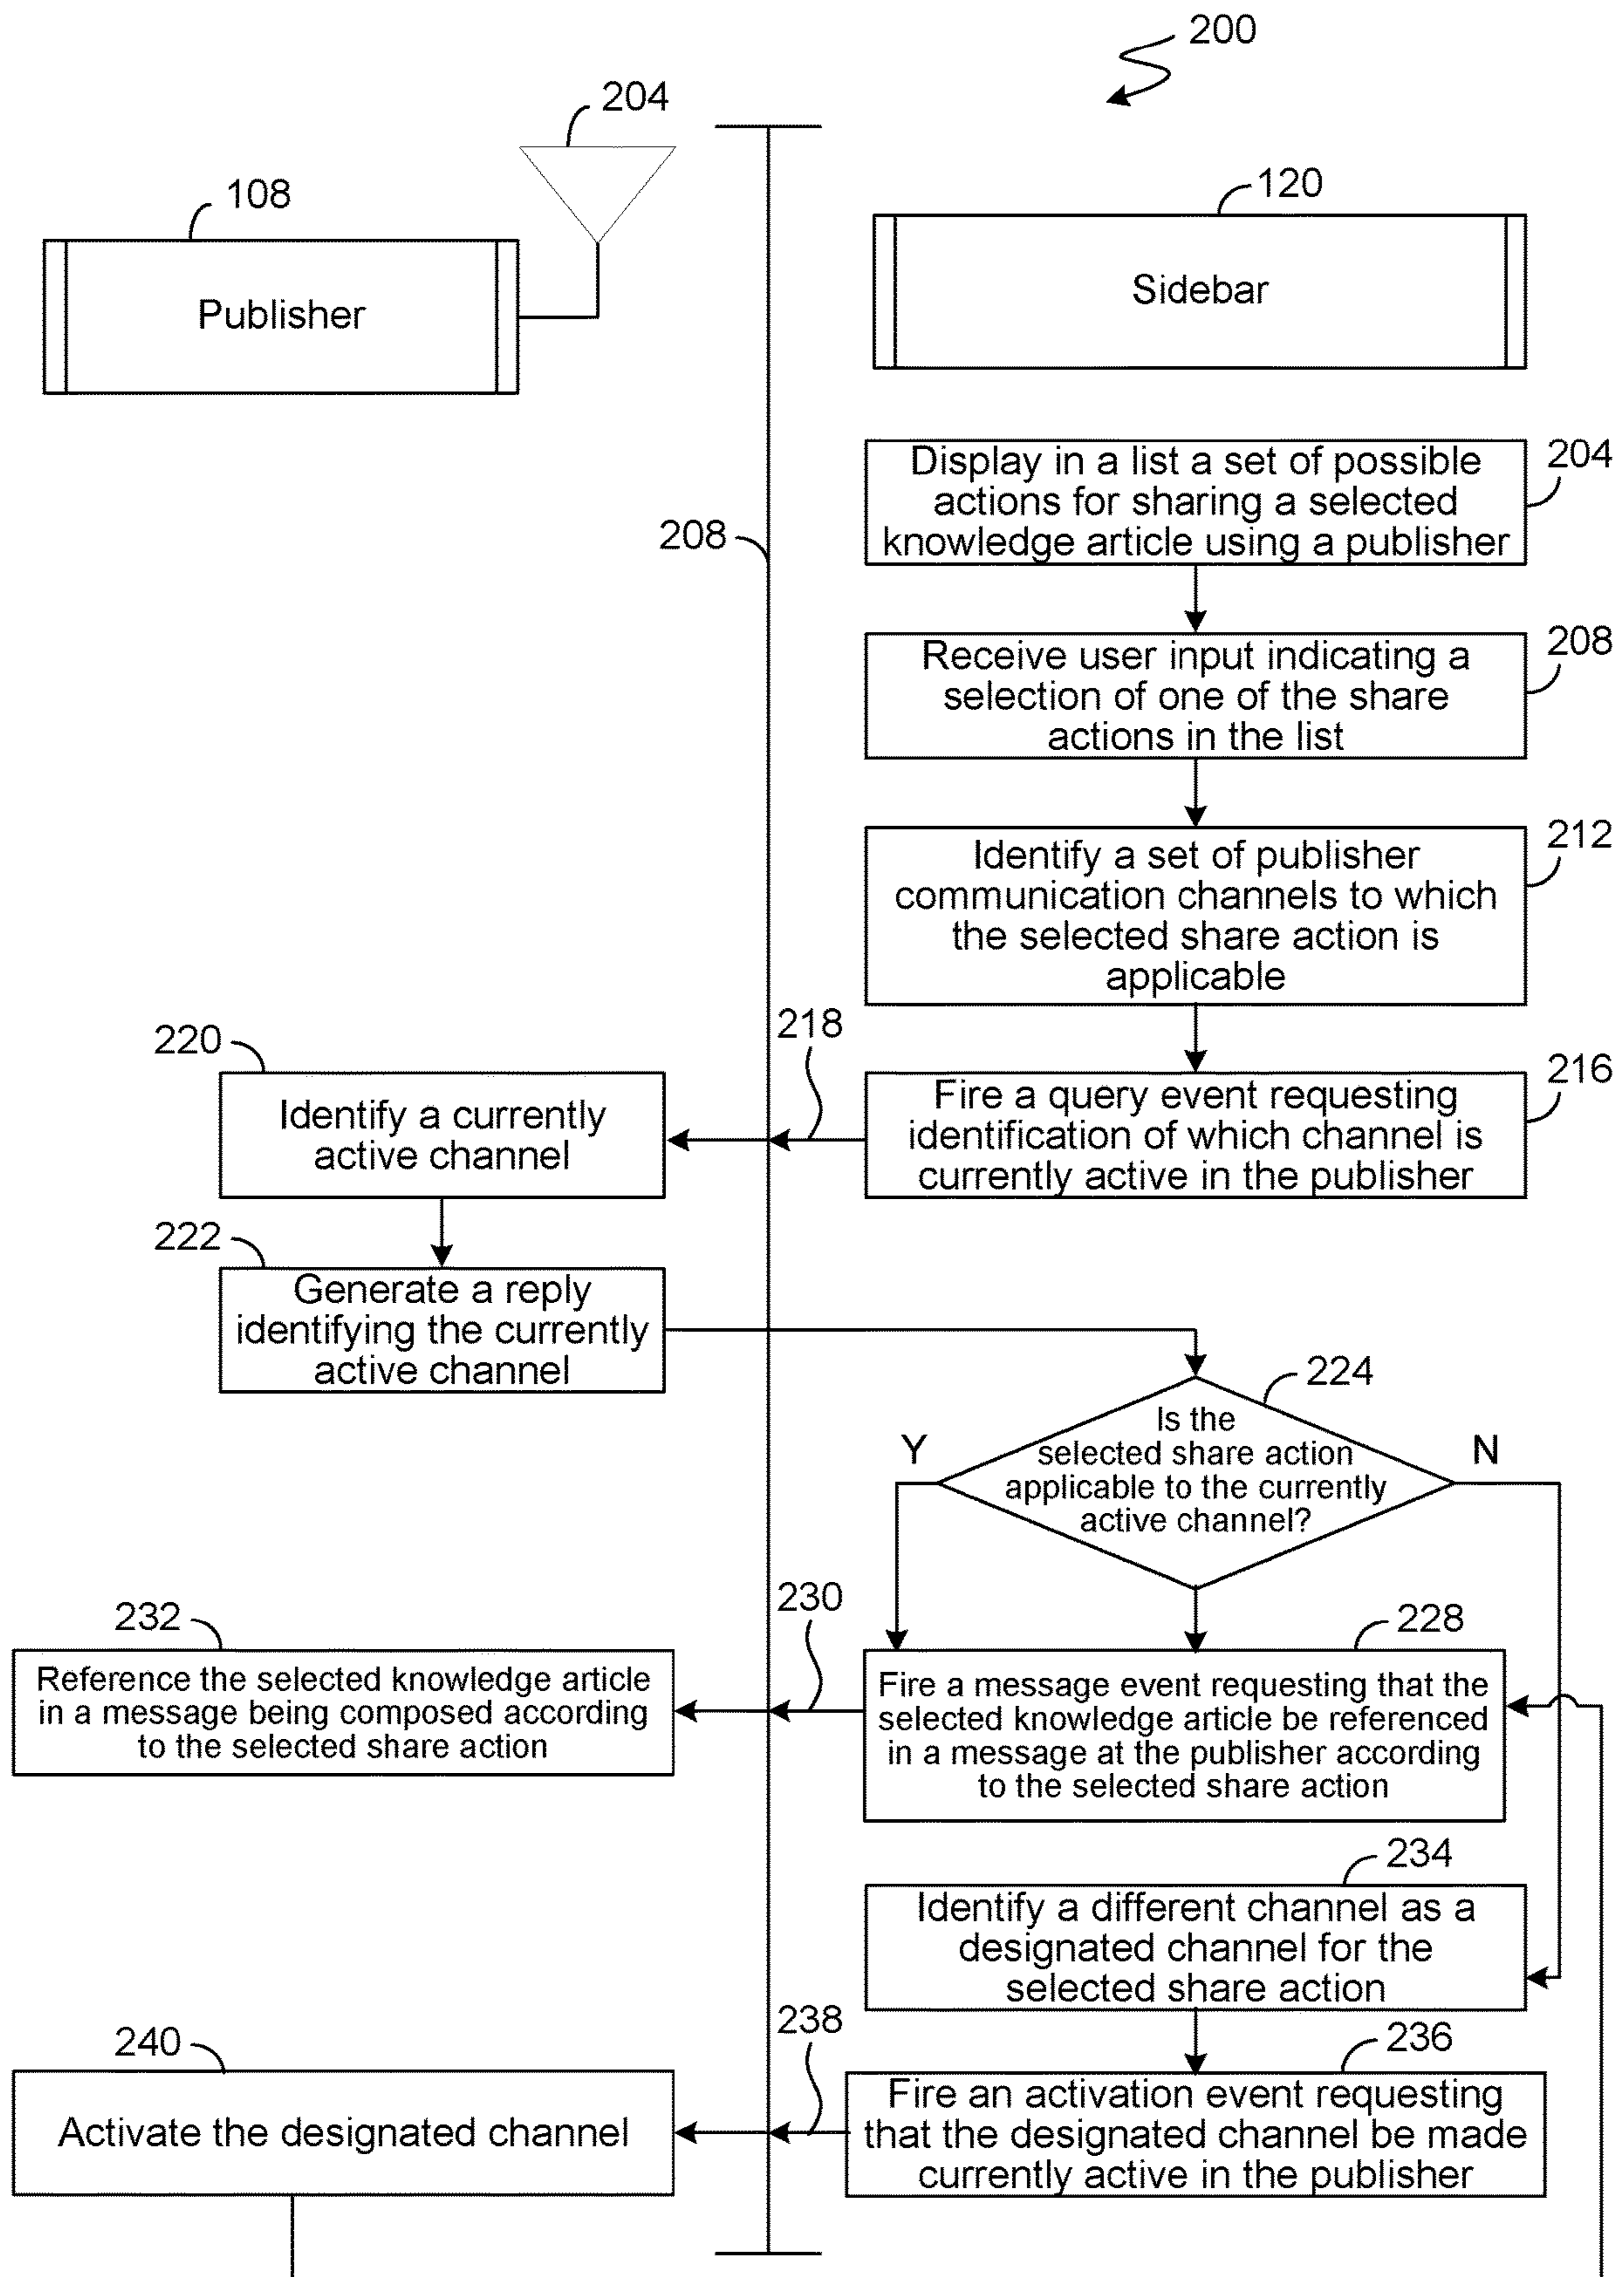 200
204
108
120
Publisher
Sidebar
Display in a list a set of possible
actions for sharing a selected
knowledge article using a publisher
204
208
Receive user input indicating a
selection of one of the share
actions in the list
208
Identify a set of publisher
communication channels to which
the selected share action is
applicable
212
218
220
Identify a currently
active channel
Fire a query event requesting
identification of which channel is
currently active in the publisher
216
222
Generate a reply
identifying the currently
active channel
224
Is the
selected share action
applicable to the currently
active channel?
Y
N
230
232
Reference the selected knowledge article
in a message being composed according
to the selected share action
228
Fire a message event requesting that the
selected knowledge article be referenced
in a message at the publisher according
to the selected share action
234
Identify a different channel as a
designated channel for the
selected share action
238
240
Activate the designated channel
236
Fire an activation event requesting
that the designated channel be made
currently active in the publisher